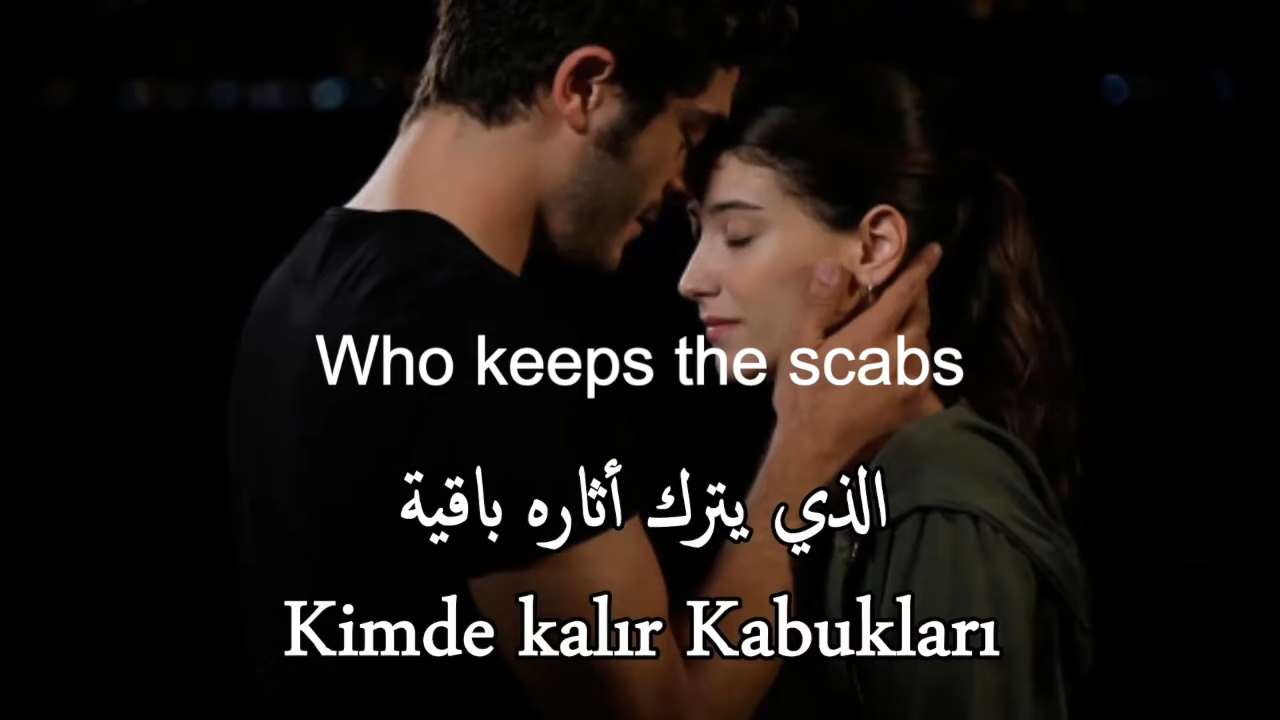 Who keeps the scabs
الذي يترك أثاره باقية
Kimde kalır Kabukları